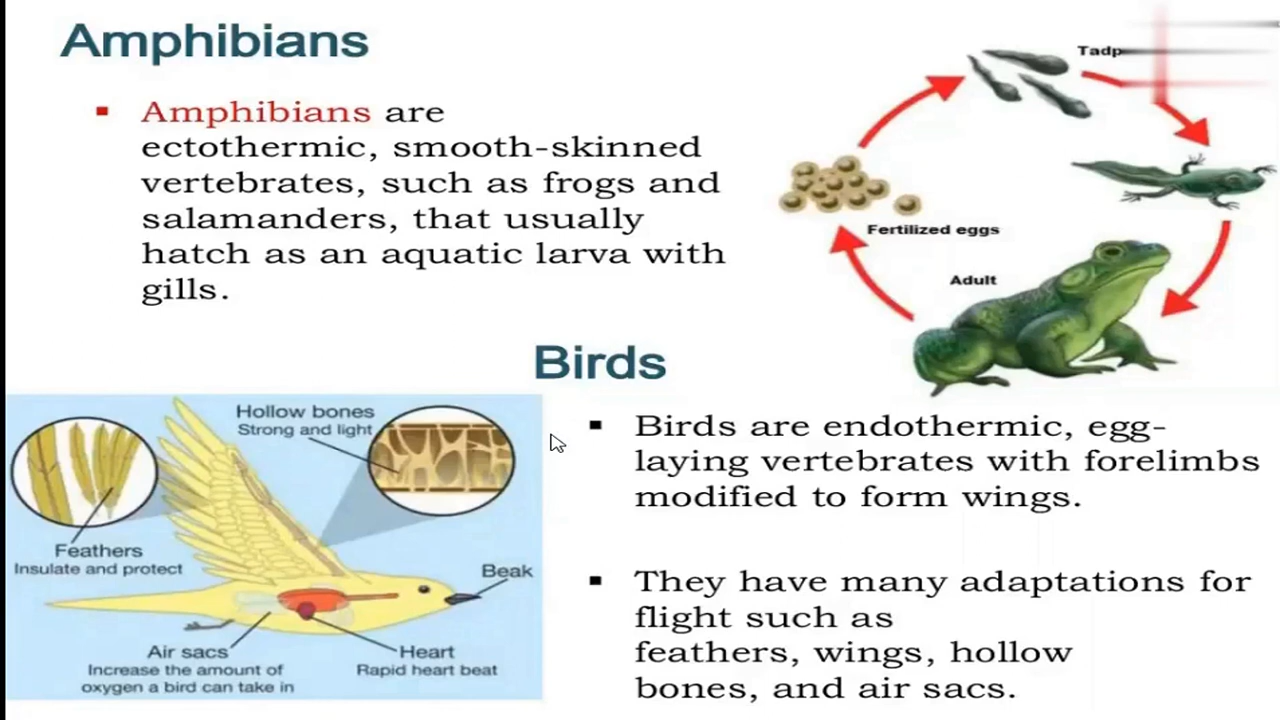 Amphibians
▪ Amphibians are
ectothermic, smooth-skinned
vertebrates, such as frogs and
salamanders, that usually
hatch as an aquatic larva with
gills.
Tadp
Fertilized eggs
Adult
Birds
Hollow bones
Strong and light
Feathers
Insulate and protect
Beak
Air sacs
Increase the amount of
oxygen a bird can take in
Heart
Rapid heart beat
▪ Birds are endothermic, egg-
laying vertebrates with forelimbs
modified to form wings.
▪ They have many adaptations for
flight such as
feathers, wings, hollow
bones, and air sacs.